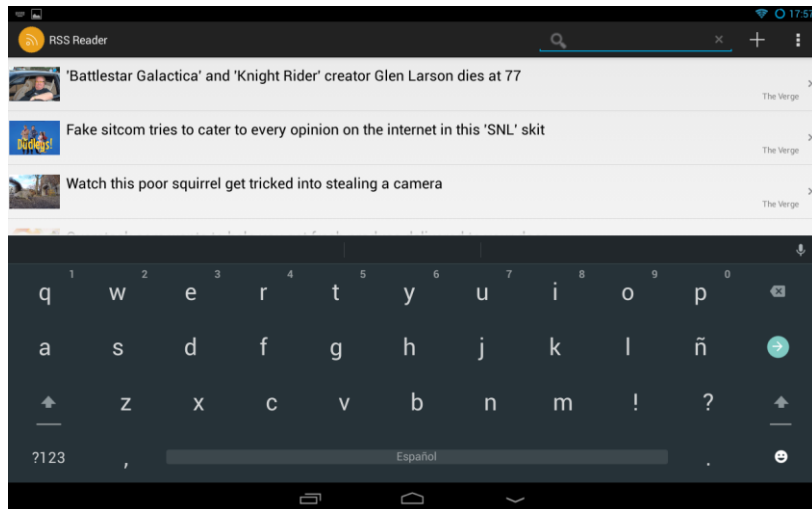 17:57
RSS Reader
'Battlestar Galactica' and 'Knight Rider' creator Glen Larson dies at 77
The Verge
Dudleys!
Fake sitcom tries to cater to every opinion on the internet in this 'SNL' skit
The Verge
Watch this poor squirrel get tricked into stealing a camera
The Verge
1 2 3 4 5 6 7 8 9 0
q w e r t y u i o p
a s d f g h j k l ñ
z x c v b n m ! ?
?123 , Español .